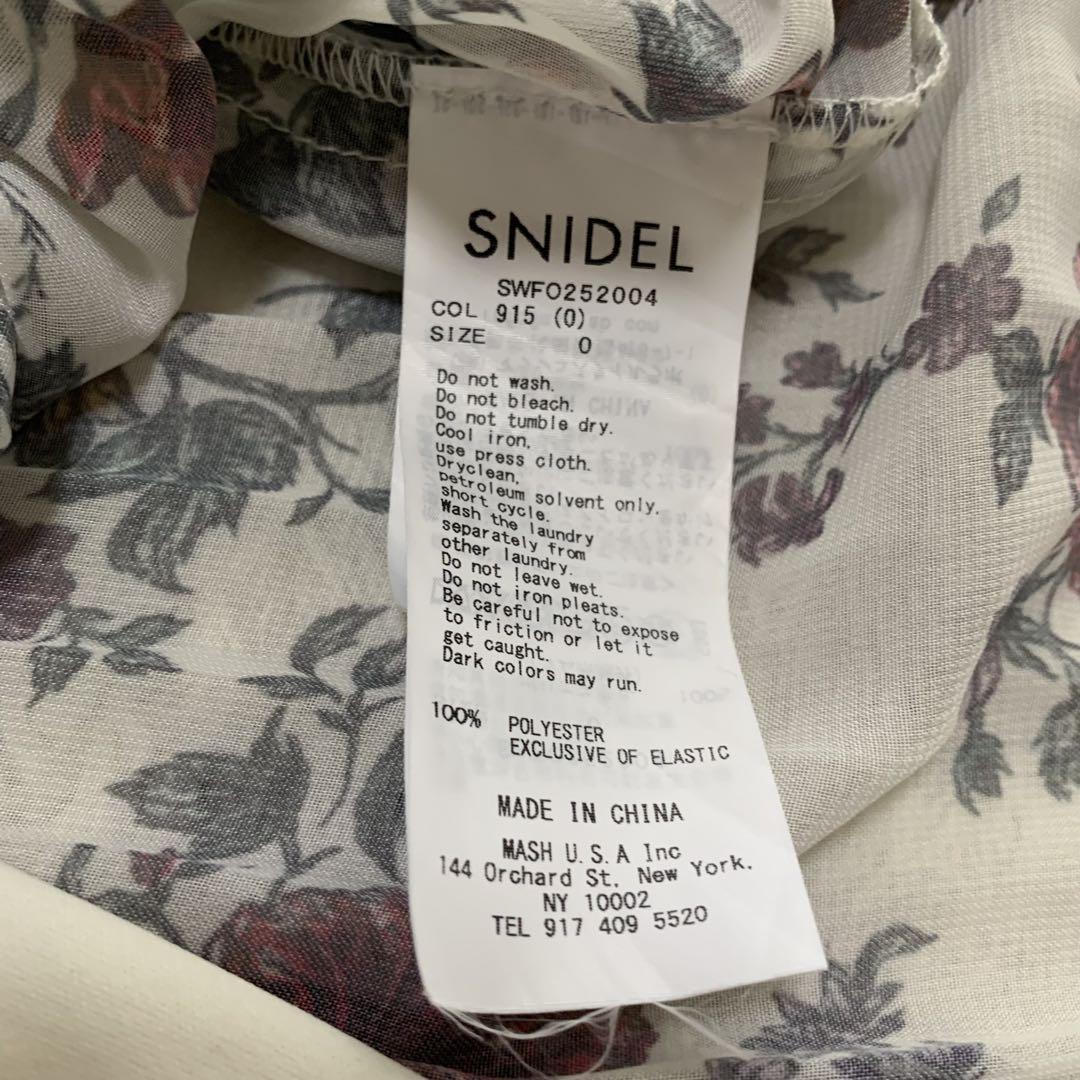 SNIDEL
SWFO252004
COL 915 (0)
SIZE 0
Do not wash.
Do not bleach.
Do not tumble dry.
Cool iron,
use press cloth.
Dryclean,
petroleum solvent only.
short cycle.
Wash the laundry
separately from
other laundry.
Do not leave wet.
Do not iron pleats.
Be careful not to expose
to friction or let it
get caught.
Dark colors may run.
100% POLYESTER
EXCLUSIVE OF ELASTIC
MADE IN CHINA
MASH U.S.A Inc
144 Orchard St, New York.
NY 10002
TEL 917 409 5520